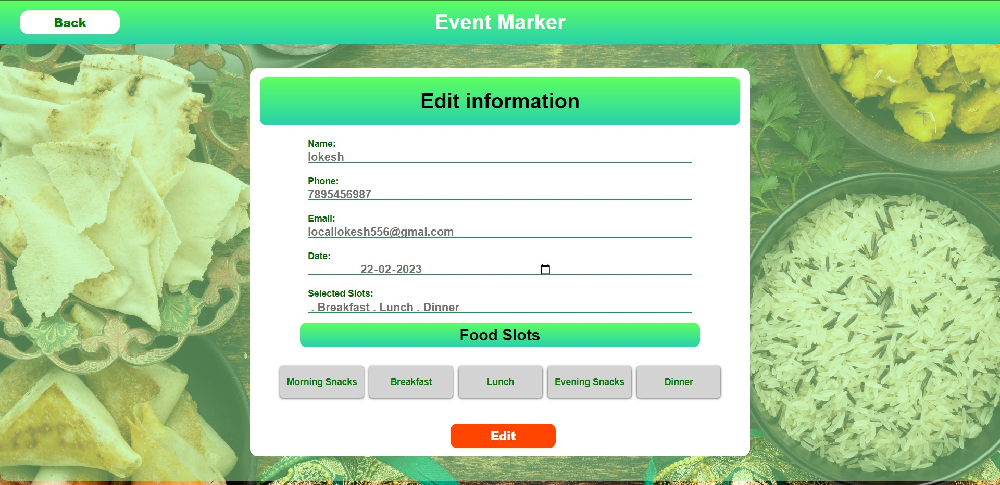 Back
Event Marker
Edit information
Name:
lokesh
Phone:
7895456987
Email:
locallokesh556@gmai.com
Date:
22-02-2023
Selected Slots:
. Breakfast . Lunch . Dinner
Food Slots
Morning Snacks
Breakfast
Lunch
Evening Snacks
Dinner
Edit